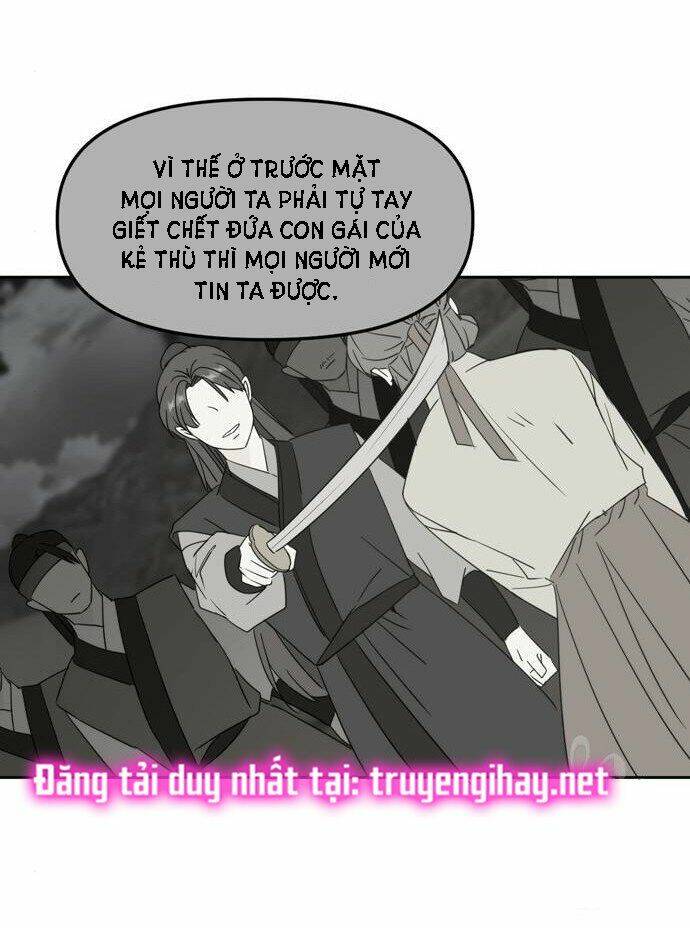 VÌ THẾ Ở TRƯỚC MẶT
MỌI NGƯỜI TA PHẢI TỰ TAY
GIẾT CHẾT ĐỨA CON GÁI CỦA
KẺ THÙ THÌ MỌI NGƯỜI MỚI
TIN TA ĐƯỢC.
Đăng tải duy nhất tại: truyengihay.net